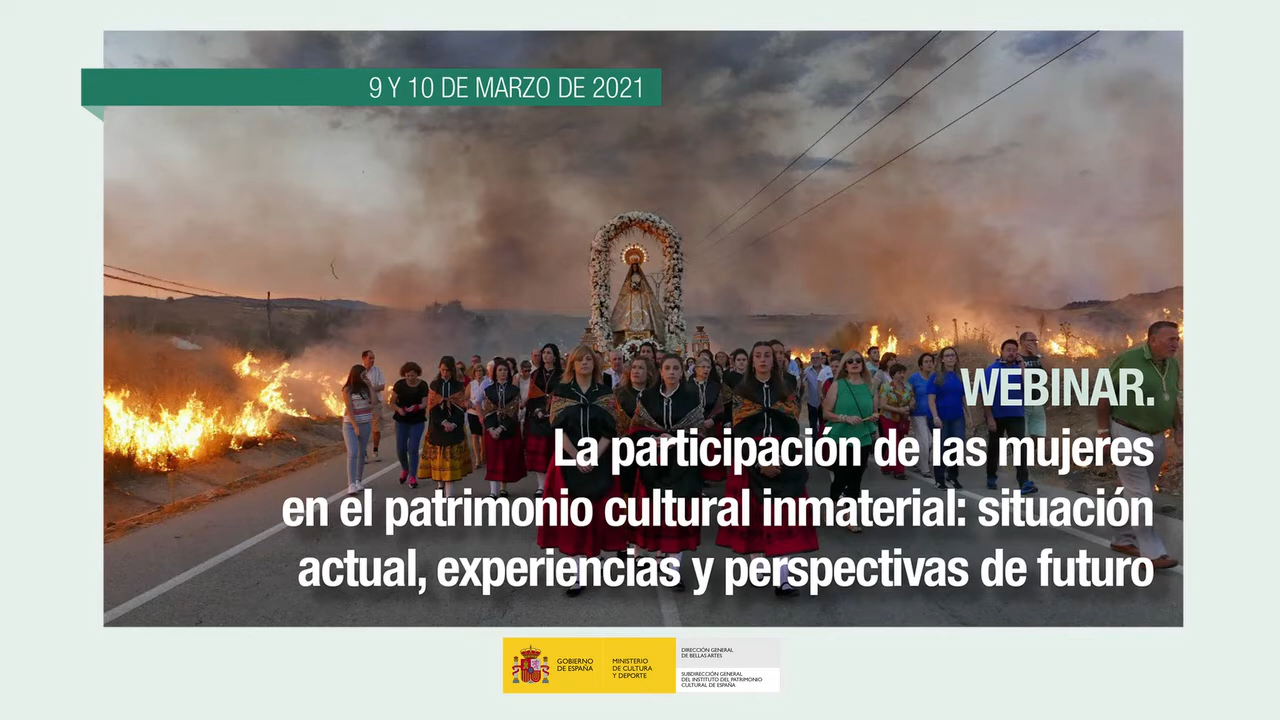 9 Y 10 DE MARZO DE 2021
WEBINAR.
La participación de las mujeres
en el patrimonio cultural inmaterial: situación
actual, experiencias y perspectivas de futuro
GOBIERNO
DE ESPAÑA
MINISTERIO
DE CULTURA
Y DEPORTE
DIRECCIÓN GENERAL
DE BELLAS ARTES
SUBDIRECCIÓN GENERAL
DEL INSTITUTO DEL PATRIMONIO
CULTURAL DE ESPAÑA